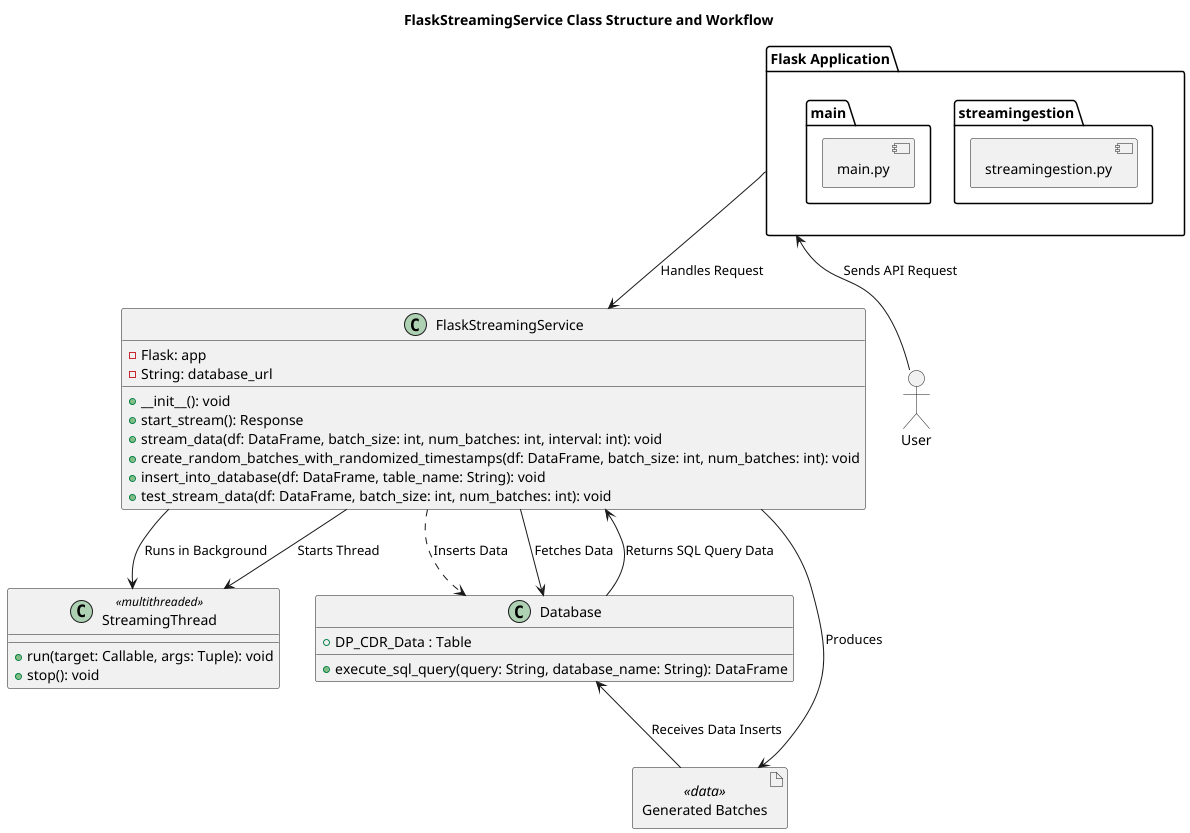 FlaskStreamingService Class Structure and Workflow
Flask Application
main
main.py
streamingestion
streamingestion.py
Handles Request
Sends API Request
User
C FlaskStreamingService
Flask: app
String: database_url
__init__(): void
start_stream(): Response
stream_data(df: DataFrame, batch_size: int, num_batches: int, interval: int): void
create_random_batches_with_randomized_timestamps(df: DataFrame, batch_size: int, num_batches: int): void
insert_into_database(df: DataFrame, table_name: String): void
test_stream_data(df: DataFrame, batch_size: int, num_batches: int): void
Runs in Background
Starts Thread
Inserts Data
Fetches Data
Returns SQL Query Data
Produces
C «multithreaded»
StreamingThread
run(target: Callable, args: Tuple): void
stop(): void
C Database
DP_CDR_Data : Table
execute_sql_query(query: String, database_name: String): DataFrame
Receives Data Inserts
«data»
Generated Batches